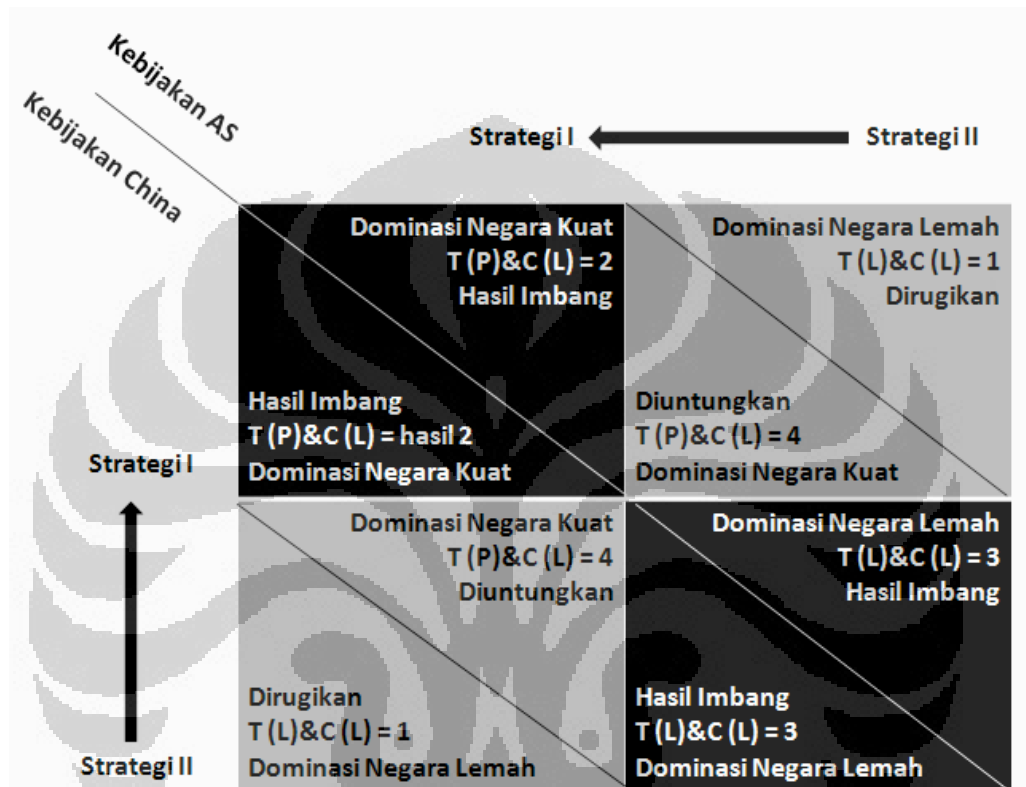 Kebijakan AS
Kebijakan China
Strategi I
Strategi II
Dominasi Negara Kuat
T (P)&C (L) = 2
Hasil Imbang
Hasil Imbang
T (P)&C (L) = hasil 2
Dominasi Negara Kuat
Dominasi Negara Lemah
T (L)&C (L) = 1
Dirugikan
Diuntungkan
T (P)&C (L) = 4
Dominasi Negara Kuat
Strategi I
Dominasi Negara Kuat
T (P)&C (L) = 4
Diuntungkan
Dirugikan
T (L)&C (L) = 1
Dominasi Negara Lemah
Dominasi Negara Lemah
T (L)&C (L) = 3
Hasil Imbang
Hasil Imbang
T (L)&C (L) = 3
Dominasi Negara Lemah
Strategi II